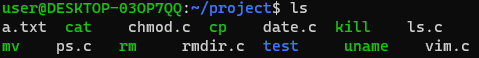 user@DESKTOP-03OP7QQ:~/project$ ls
a.txt  cat    chmod.c  cp    date.c  kill   ls.c
mv     ps.c   rm       rmdir.c  test    uname  vim.c